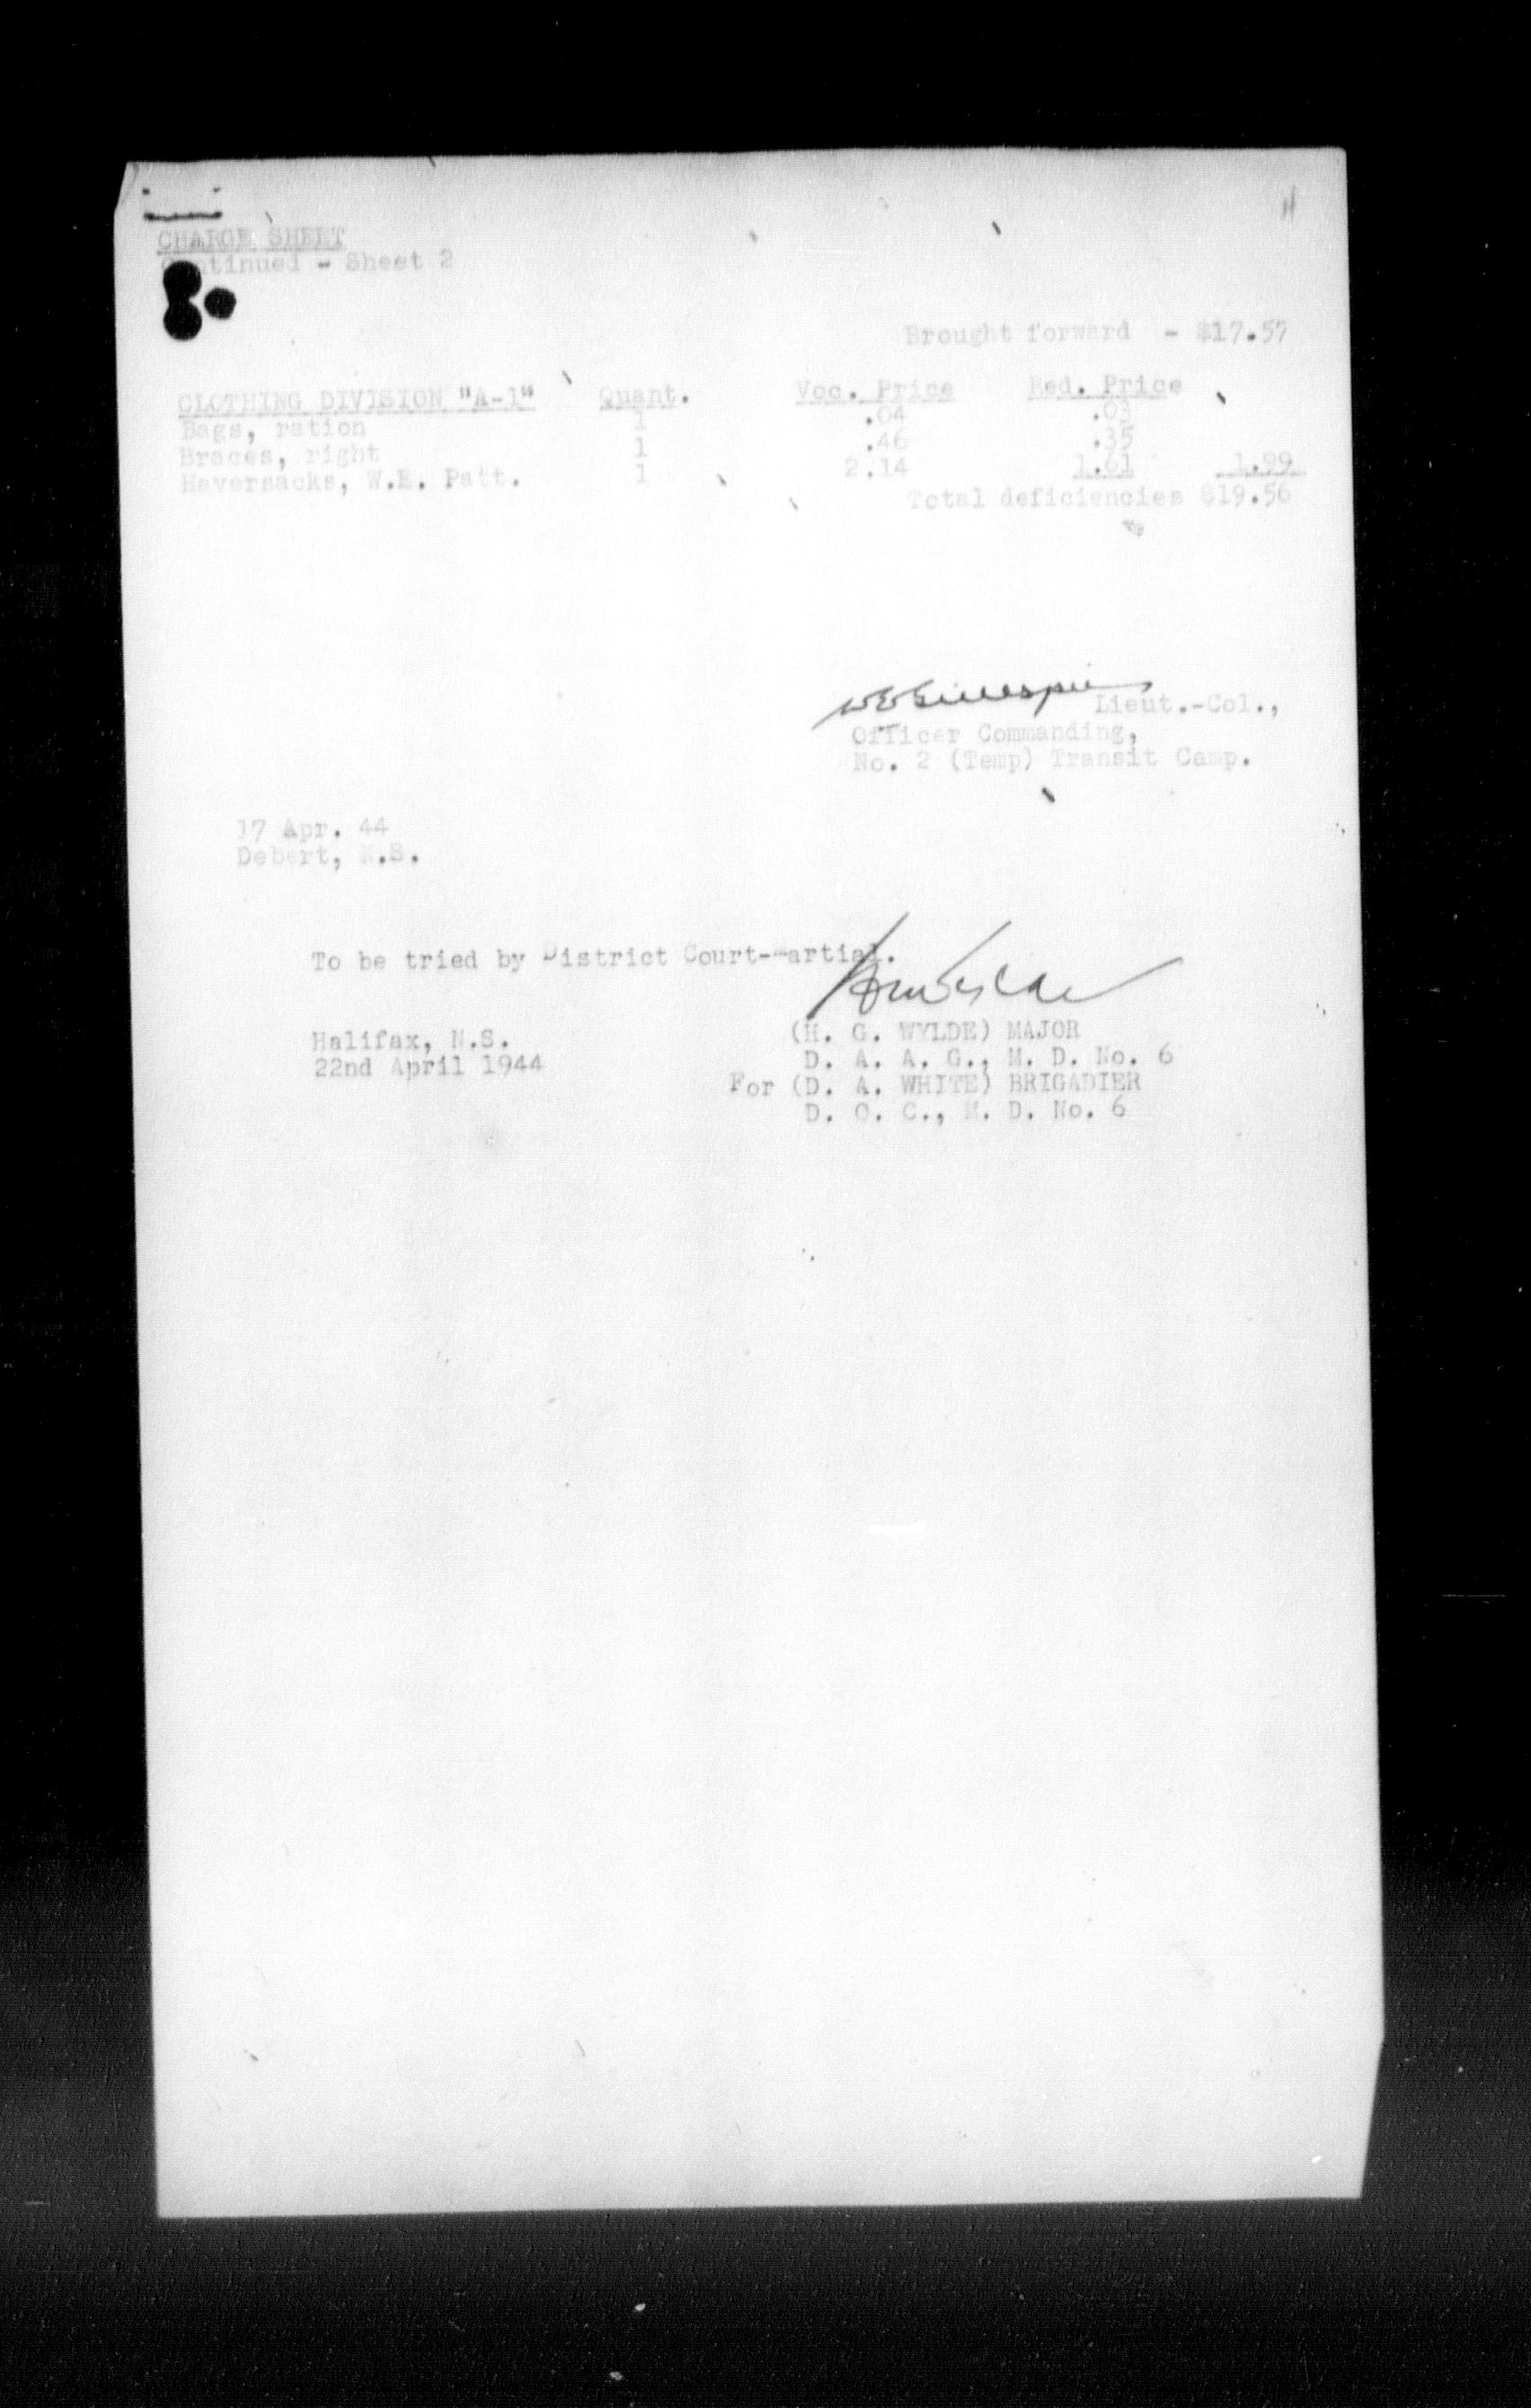 CHARGE SHEET
Continued - Sheet 2
Brought forward - $17.57
CLOTHING DIVISION "A-1" Quant. Voc. Price Red. Price
Bags, ration 1 .04 .03
Braces, right 1 .46 .35
Haversacks, W.E. Patt. 1 2.14 1.61 1.99
Total deficiencies $19.56
Lieut.-Col.,
Officer Commanding,
No. 2 (Temp) Transit Camp.
17 Apr. 44
Debert, N.S.
To be tried by District Court-Martial.
Halifax, N.S. (H. G. WYLDE) MAJOR
22nd April 1944 D. A. A. G., M. D. No. 6
For (D. A. WHITE) BRIGADIER
D. O. C., M. D. No. 6